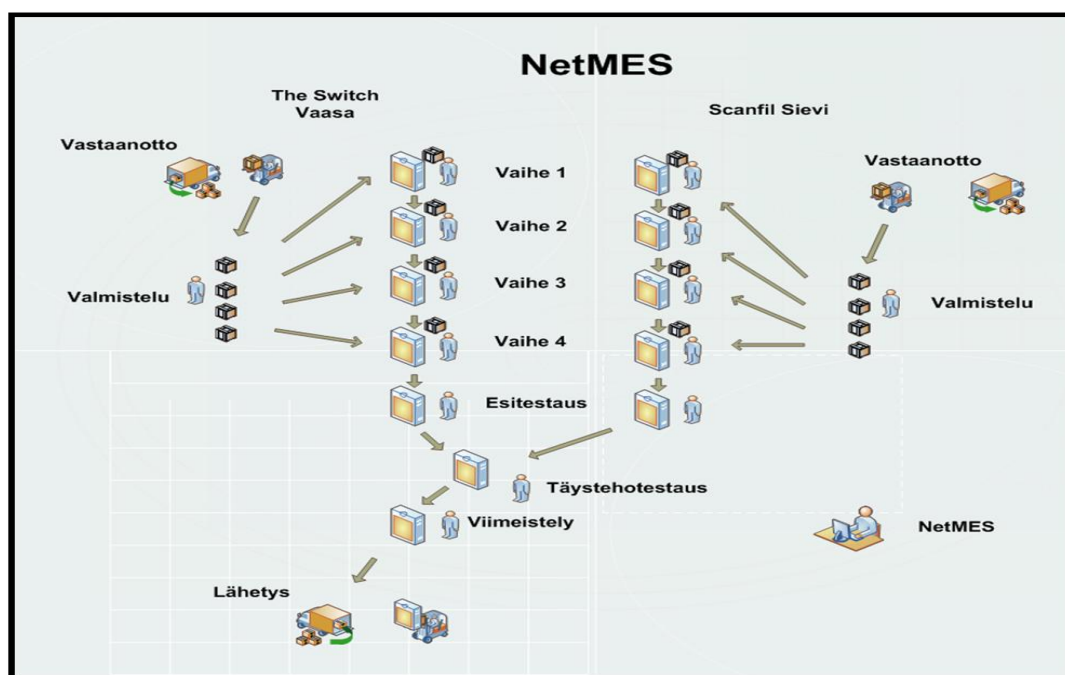 NetMES
The Switch
Vaasa
Scanfil Sievi
Vastaanotto
Vastaanotto
Vaihe 1
Vaihe 2
Vaihe 3
Valmistelu
Valmistelu
Vaihe 4
Esitestaus
Täystehotestaus
Viimeistely
NetMES
Lähetys